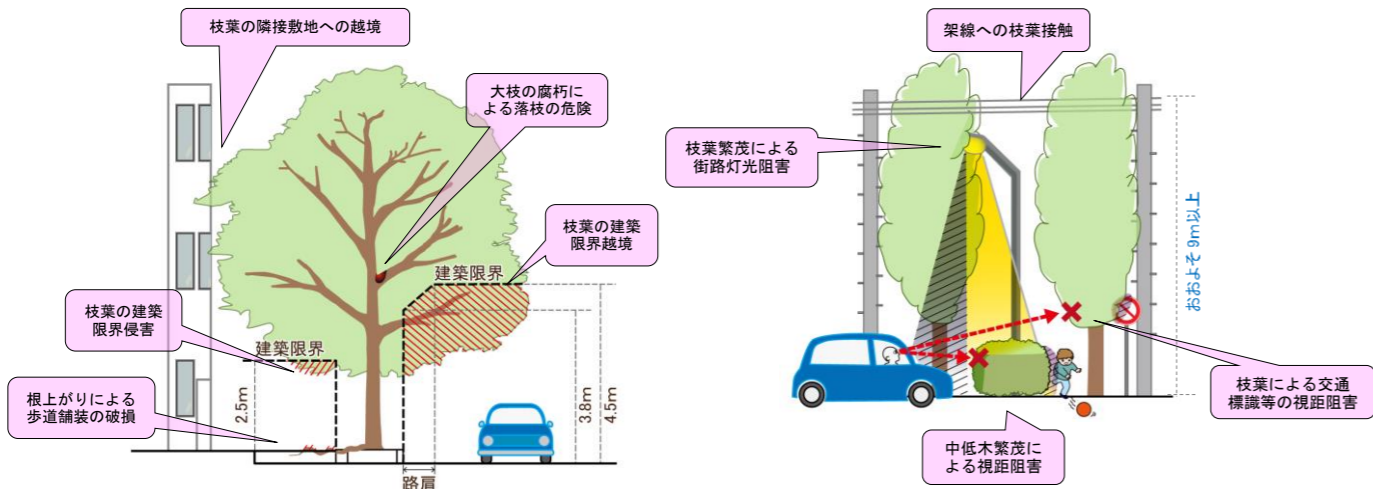 枝葉の隣接敷地への越境
大枝の腐朽に
よる落枝の危険
枝葉の建築
限界越境
建築限界
枝葉の建築
限界侵害
建築限界
根上がりによる
歩道舗装の破損
2.5m
3.8m
4.5m
路肩
架線への枝葉接触
枝葉繁茂による
街路灯光阻害
おおよそ9m以上
枝葉による交通
標識等の視距阻害
中低木繁茂に
よる視距阻害